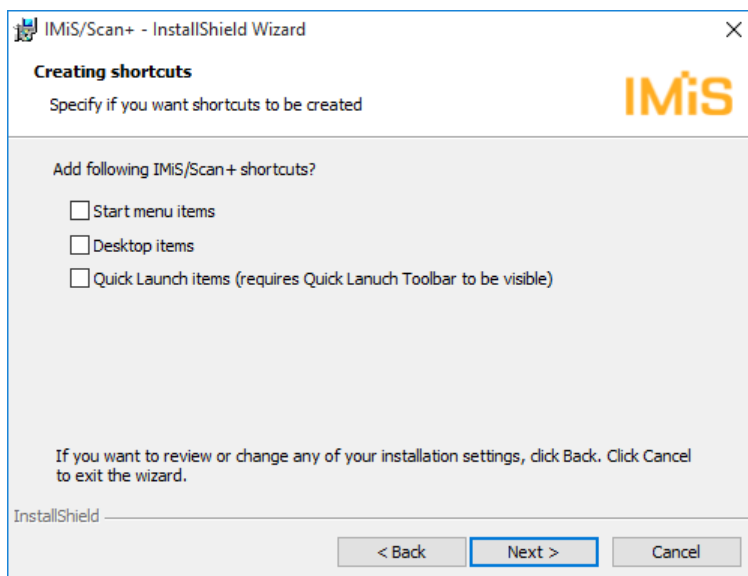 IMiS/Scan+ - InstallShield Wizard
Creating shortcuts
Specify if you want shortcuts to be created
IMiS
Add following IMiS/Scan+ shortcuts?
Start menu items
Desktop items
Quick Launch items (requires Quick Lanuch Toolbar to be visible)
If you want to review or change any of your installation settings, click Back. Click Cancel
to exit the wizard.
InstallShield
< Back Next > Cancel